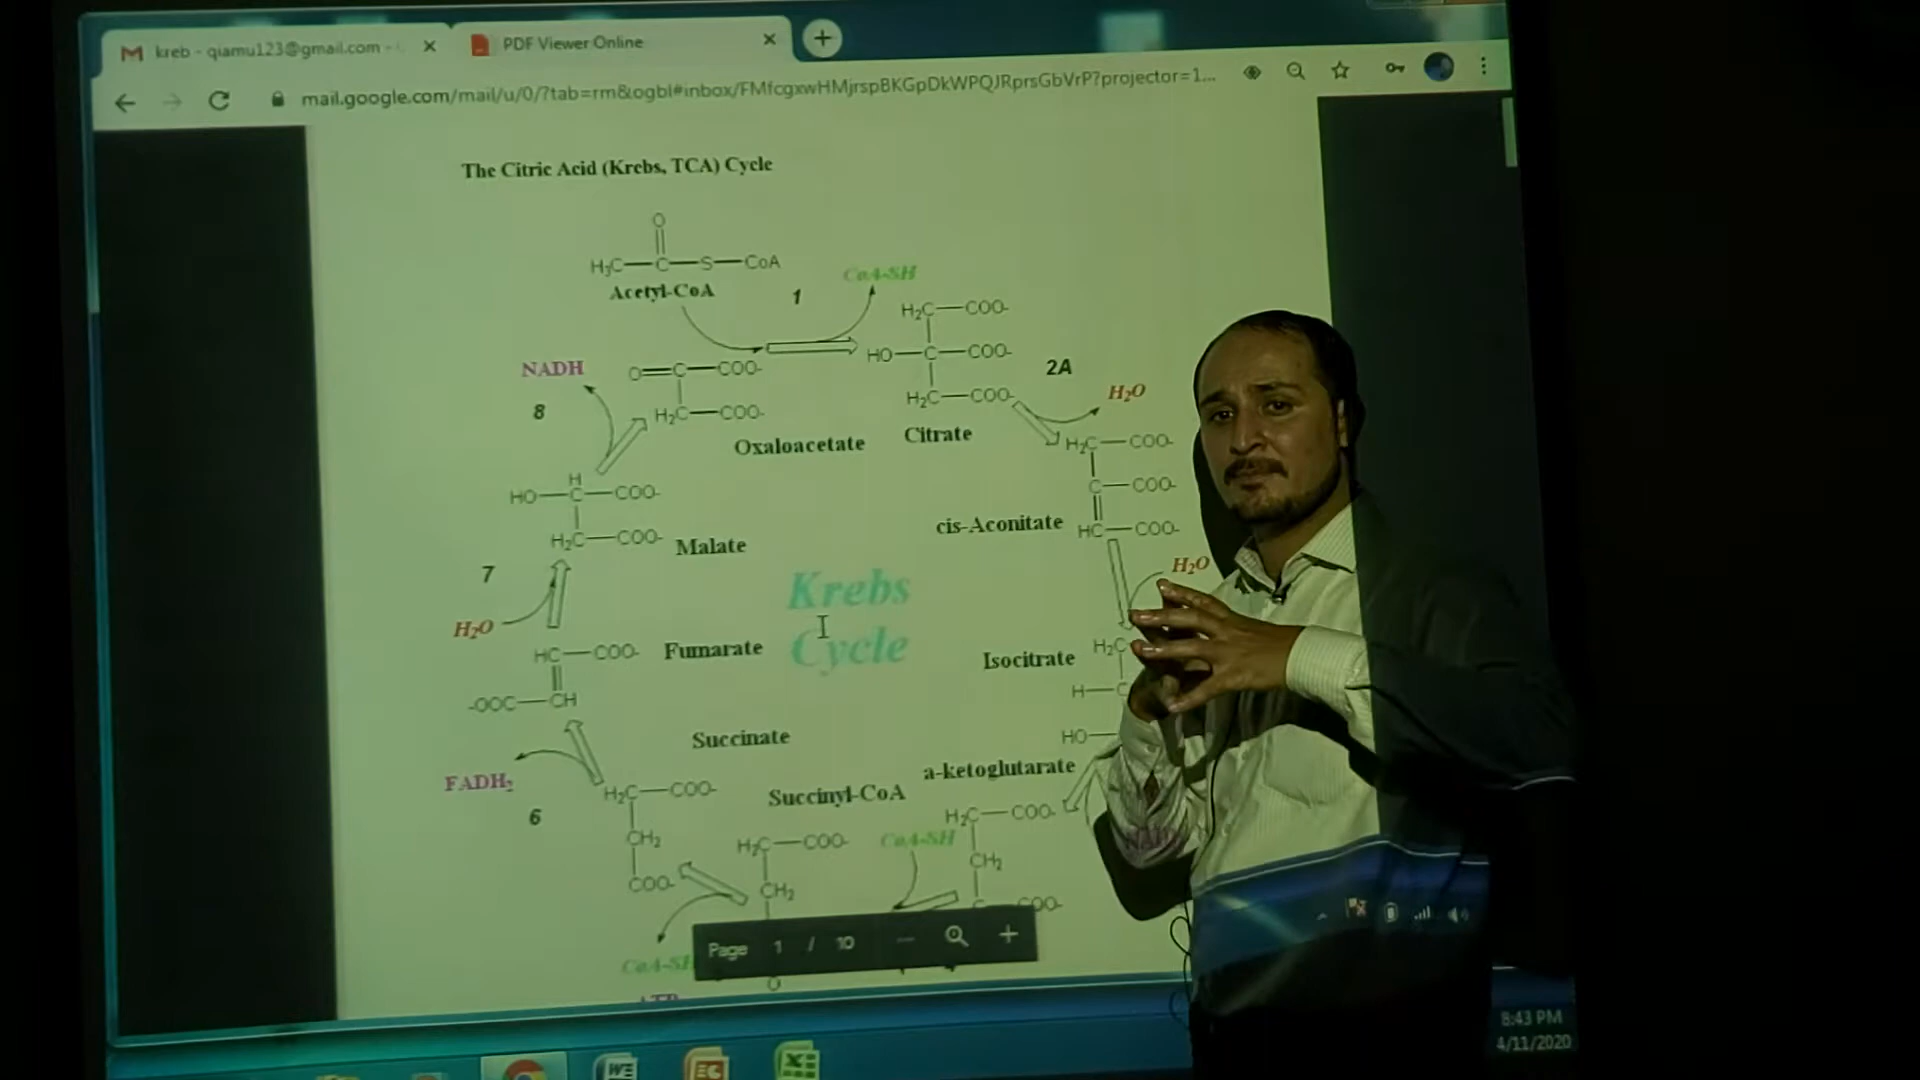 kreb - qiamu123@gmail.com -
PDF Viewer Online
mail.google.com/mail/u/0/?tab=rm&ogbl#inbox/FMfcgxwHMjrspBKGpDkWPQJRprsGbVrP?projector=1...
The Citric Acid (Krebs, TCA) Cycle
O
H3C—C—S—CoA
Acetyl-CoA
1
CoA-SH
H2C—COO-
HO—C—COO-
H2C—COO-
Citrate
2A
H2O
NADH
8
O=C—COO-
H2C—COO-
Oxaloacetate
H2C—COO-
C—COO-
HC—COO-
cis-Aconitate
H
HO—C—COO-
H2C—COO-
Malate
7
H2O
H2O
Krebs
Cycle
HC—COO-
-OOC—CH
Fumarate
Isocitrate
H2C
H—C
HO—
Succinate
FADH2
6
H2C—COO-
CH2
COO-
Succinyl-CoA
a-ketoglutarate
H2C—COO-
CH2
CoA-SH
H2C—COO-
CH2
COO-
CoA-SH
Page 1 / 10
O
8:43 PM
4/11/2020